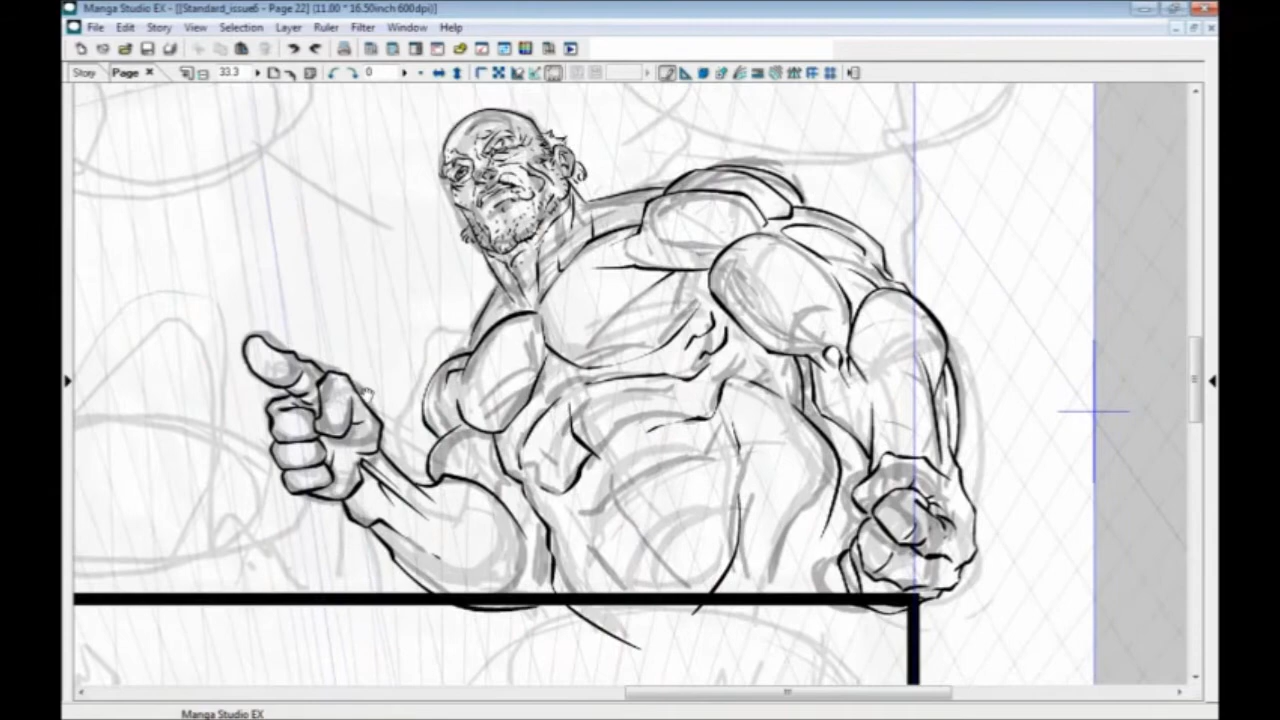 Manga Studio EX - [[Standard_issue6 - Page 22] (11.00 * 16.50inch 600dpi)]
File Edit Story View Selection Layer Ruler Filter Window Help
Story Page 33.3 0
Manga Studio EX